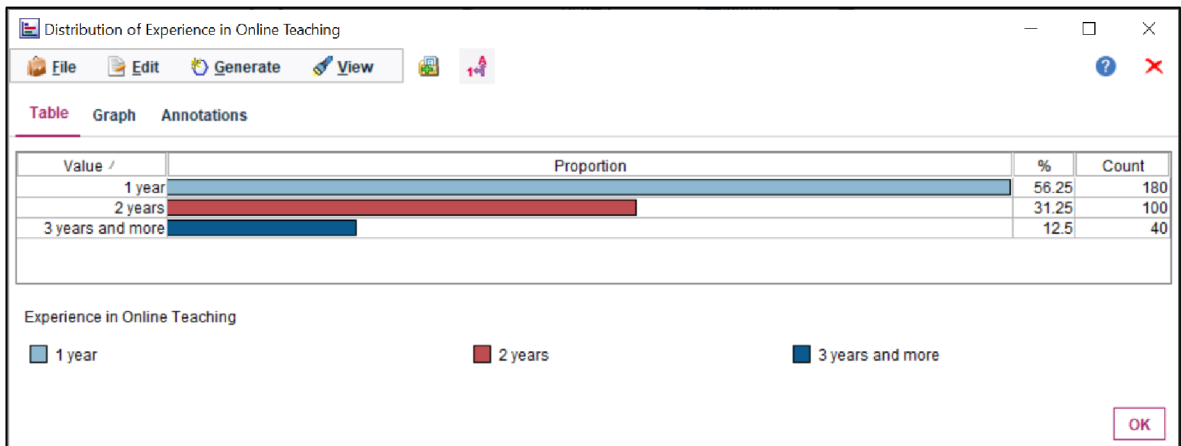 Distribution of Experience in Online Teaching
File Edit Generate View
Table Graph Annotations
Value Proportion % Count
1 year 56.25 180
2 years 31.25 100
3 years and more 12.5 40
Experience in Online Teaching
1 year 2 years 3 years and more
OK